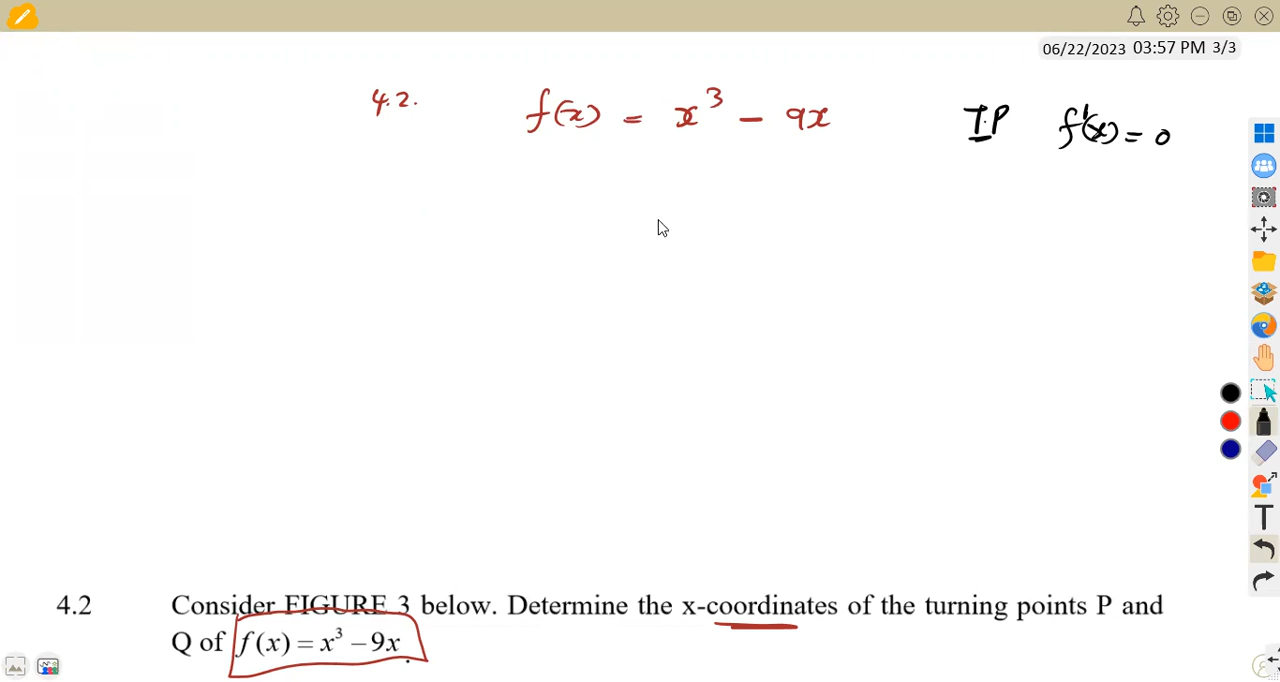 06/22/2023 03:57 PM 3/3
4.2. f(x) = x³ - 9x T.P f'(x) = 0
4.2 Consider FIGURE 3 below. Determine the x-coordinates of the turning points P and
Q of f(x) = x³ – 9x
T